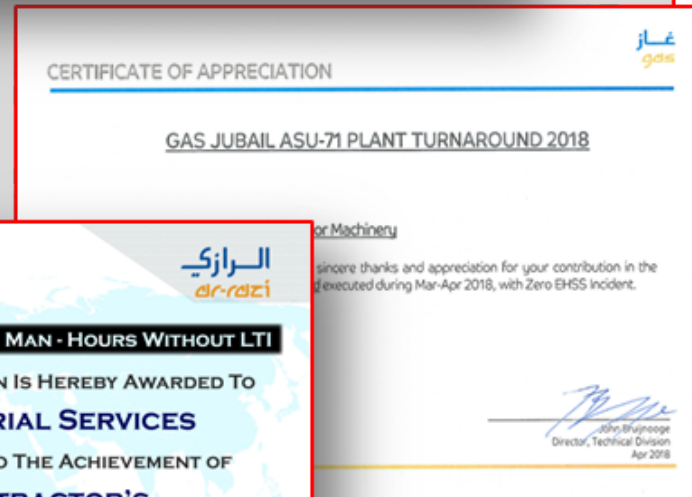 غاز
gas
CERTIFICATE OF APPRECIATION
GAS JUBAIL ASU-71 PLANT TURNAROUND 2018
or Machinery
sincere thanks and appreciation for your contribution in the
executed during Mar-Apr 2018, with Zero EHSS Incident.
John Bruijnooge
Director, Technical Division
Apr 2018
الرازي
ar-razi
MAN-HOURS WITHOUT LTI
N IS HEREBY AWARDED TO
RIAL SERVICES
D THE ACHIEVEMENT OF
RACTOR'S